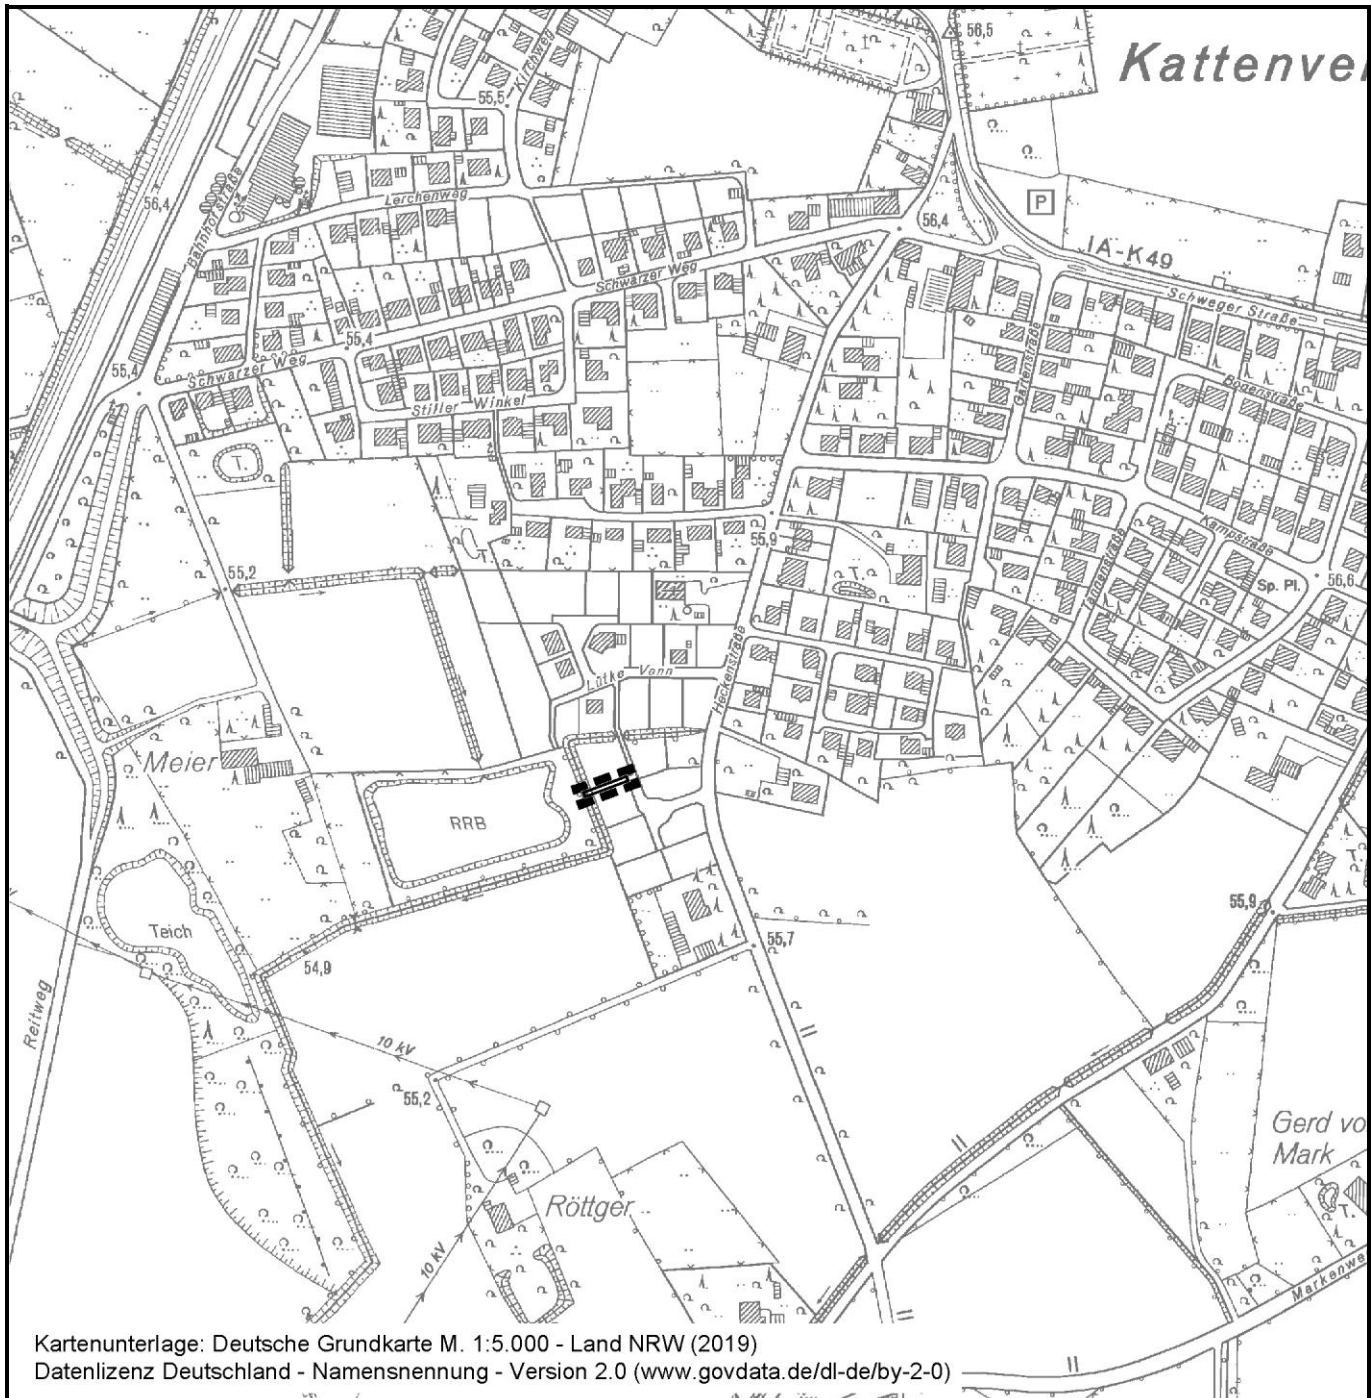 56,5
Kattenve
Kirchweg
55,5
Bahnhofstraße
56,4
Lerchenweg
P
56,4
IA-K49
Schwarzer Weg
Schweger Straße
55,4
Gartenstraße
55,4
Schwarzer Weg
Bogenstraße
Stiller Winkel
T.
55,9
T.
Kampstraße
55,2
T.
Sp. Pl.
56,6
Heckenstraße
Lütke Venn
Meier
RRB
T.
55,9
Teich
55,7
54,9
Reitweg
10 kV
55,2
Gerd vo
Mark
Röttger
T.
10 kV
Markenwe
Kartenunterlage: Deutsche Grundkarte M. 1:5.000 - Land NRW (2019)
Datenlizenz Deutschland - Namensnennung - Version 2.0 (www.govdata.de/dl-de/by-2-0)